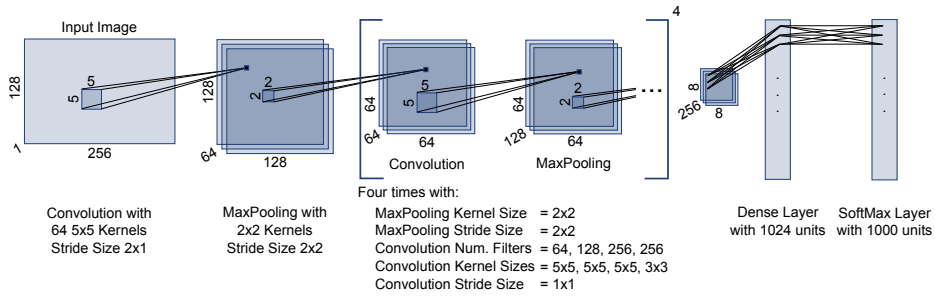 Input Image
128
5
5
1
256
128
2
2
64
128
4
64
5
5
64
64
Convolution
64
2
2
128
64
MaxPooling
...
8
256
8
Four times with:
Convolution with
64 5x5 Kernels
Stride Size 2x1
MaxPooling with
2x2 Kernels
Stride Size 2x2
MaxPooling Kernel Size = 2x2
MaxPooling Stride Size = 2x2
Convolution Num. Filters = 64, 128, 256, 256
Convolution Kernel Sizes = 5x5, 5x5, 5x5, 3x3
Convolution Stride Size = 1x1
Dense Layer
with 1024 units
SoftMax Layer
with 1000 units